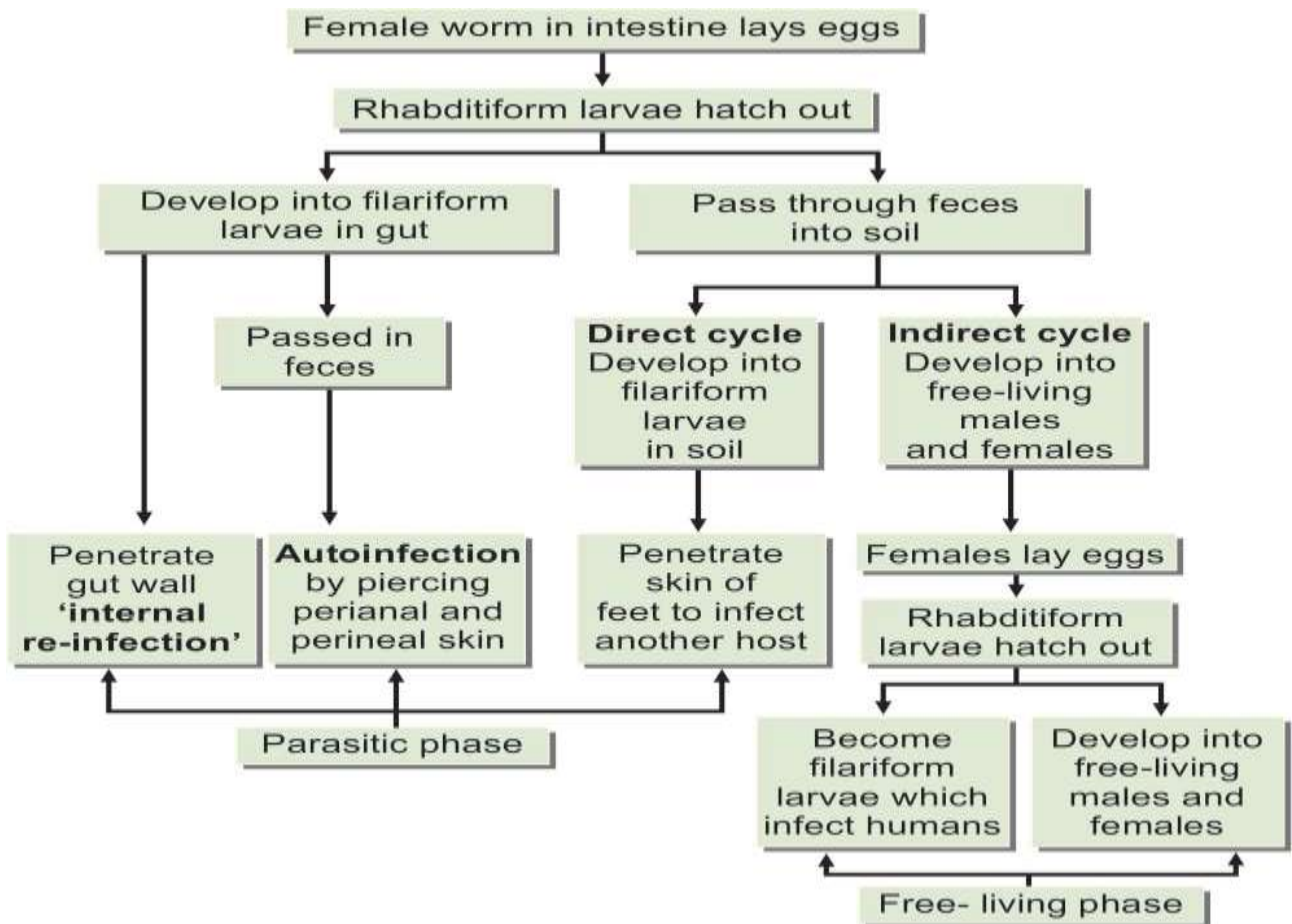 Female worm in intestine lays eggs
Rhabditiform larvae hatch out
Develop into filariform
larvae in gut
Pass through feces
into soil
Passed in
feces
Direct cycle
Develop into
filariform
larvae
in soil
Indirect cycle
Develop into
free-living
males
and females
Penetrate
gut wall
‘internal
re-infection’
Autoinfection
by piercing
perianal and
perineal skin
Penetrate
skin of
feet to infect
another host
Females lay eggs
Rhabditiform
larvae hatch out
Parasitic phase
Become
filariform
larvae which
infect humans
Develop into
free-living
males and
females
Free- living phase